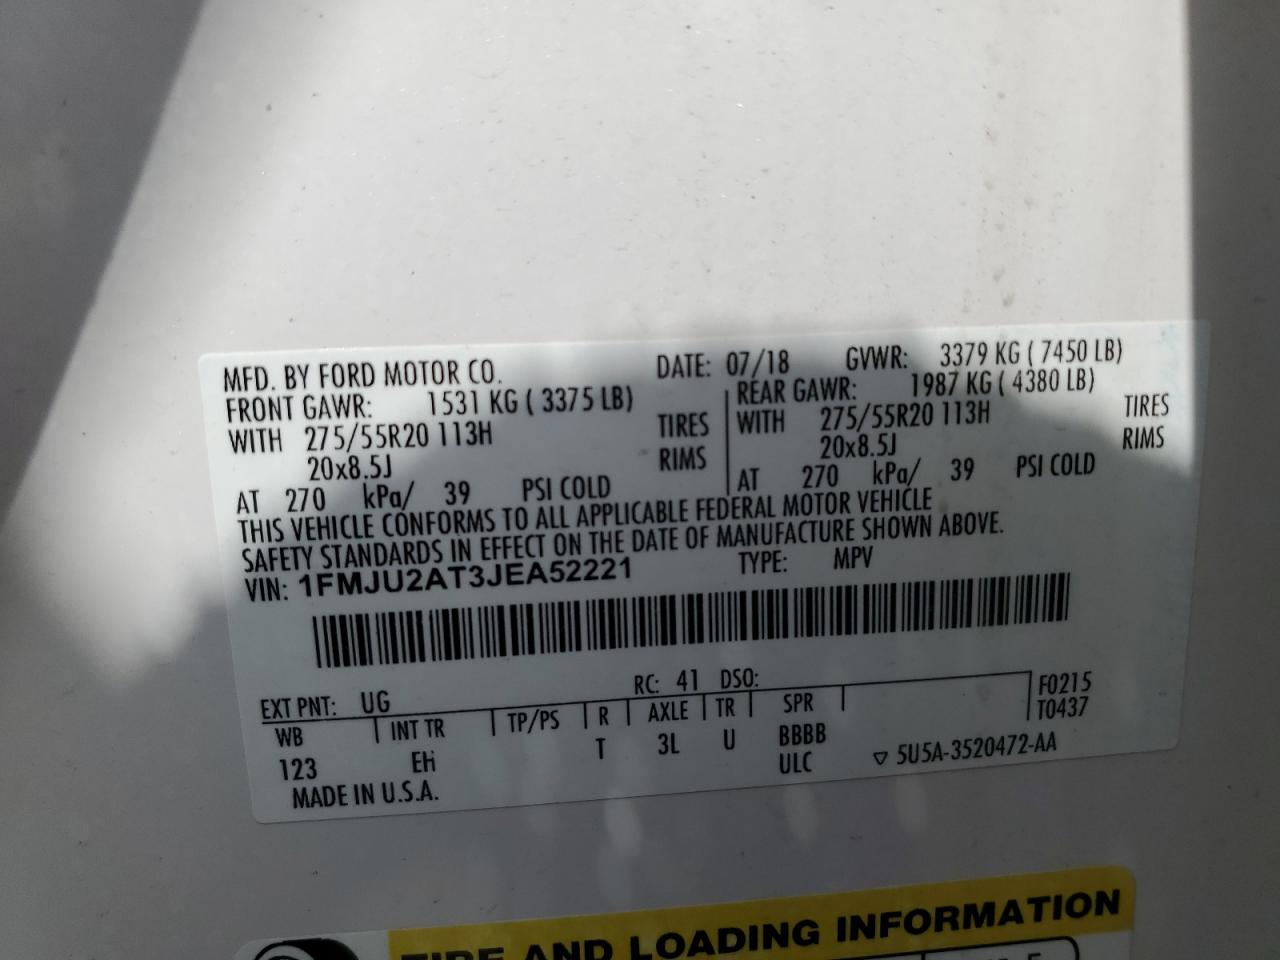 MFD. BY FORD MOTOR CO. DATE: 07/18 GVWR: 3379 KG ( 7450 LB)
FRONT GAWR: 1531 KG ( 3375 LB) REAR GAWR: 1987 KG ( 4380 LB)
WITH 275/55R20 113H TIRES WITH 275/55R20 113H TIRES
20x8.5J RIMS 20x8.5J RIMS
AT 270 kPa/ 39 PSI COLD AT 270 kPa/ 39 PSI COLD
THIS VEHICLE CONFORMS TO ALL APPLICABLE FEDERAL MOTOR VEHICLE
SAFETY STANDARDS IN EFFECT ON THE DATE OF MANUFACTURE SHOWN ABOVE.
VIN: 1FMJU2AT3JEA52221 TYPE: MPV
EXT PNT: UG RC: 41 DSO: F0215
WB INT TR TP/PS R AXLE TR SPR T0437
123 EH T 3L U BBBB
ULC ▽ 5U5A-3520472-AA
MADE IN U.S.A.
TIRE AND LOADING INFORMATION